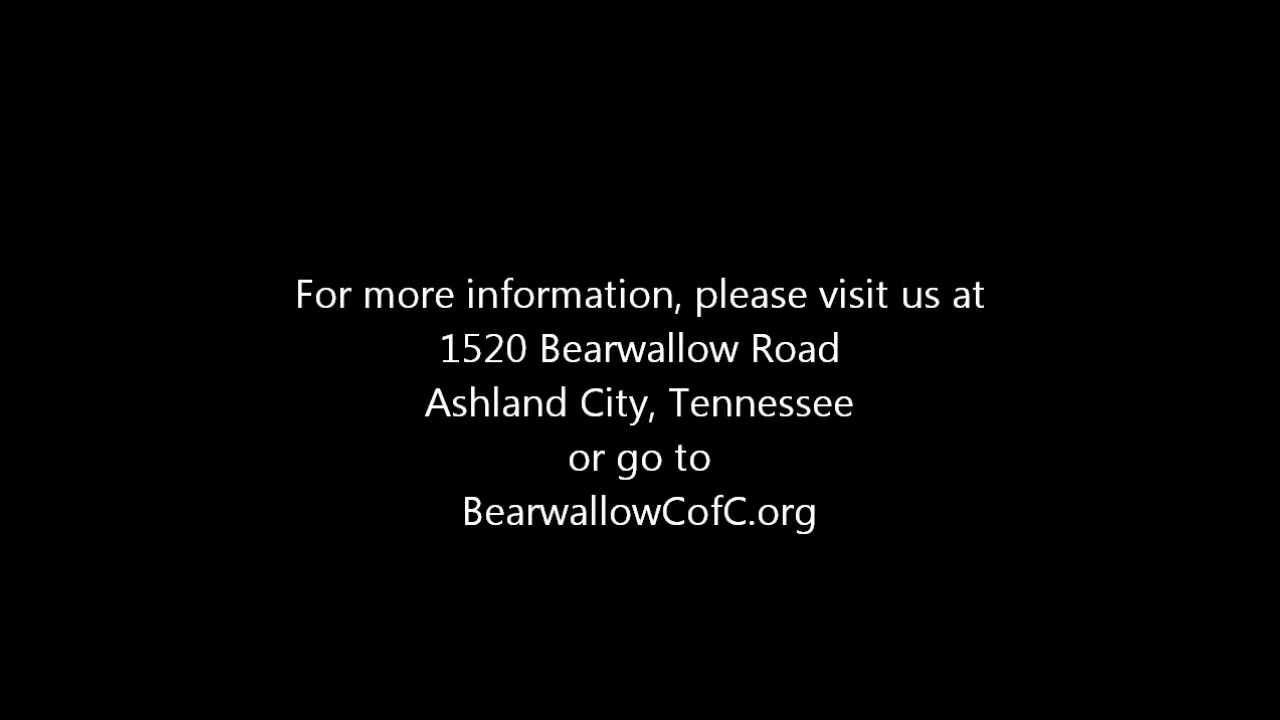 For more information, please visit us at
1520 Bearwallow Road
Ashland City, Tennessee
or go to
BearwallowCofC.org